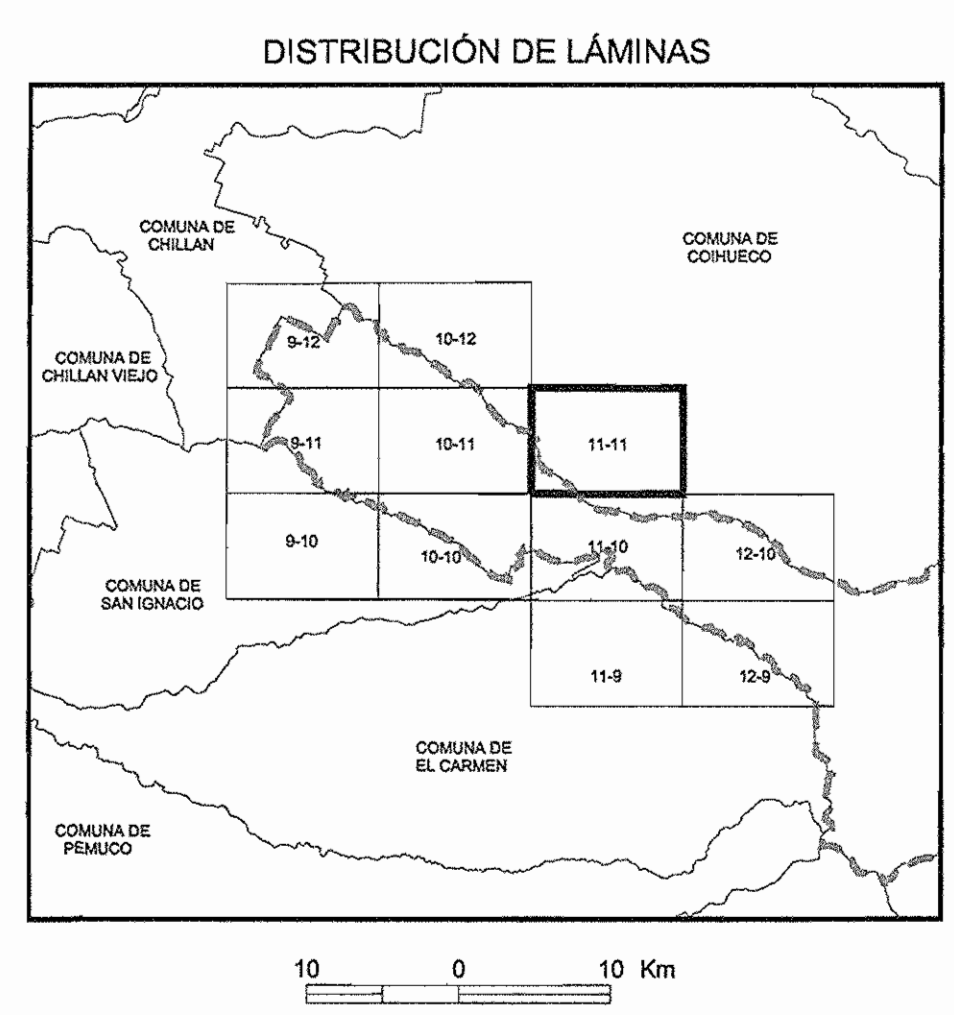 DISTRIBUCIÓN DE LÁMINAS
COMUNA DE
CHILLAN
COMUNA DE
COIHUECO
9-12
10-12
COMUNA DE
CHILLAN VIEJO
9-11
10-11
11-11
9-10
10-10
11-10
12-10
COMUNA DE
SAN IGNACIO
11-9
12-9
COMUNA DE
EL CARMEN
COMUNA DE
PEMUCO
10 0 10 Km